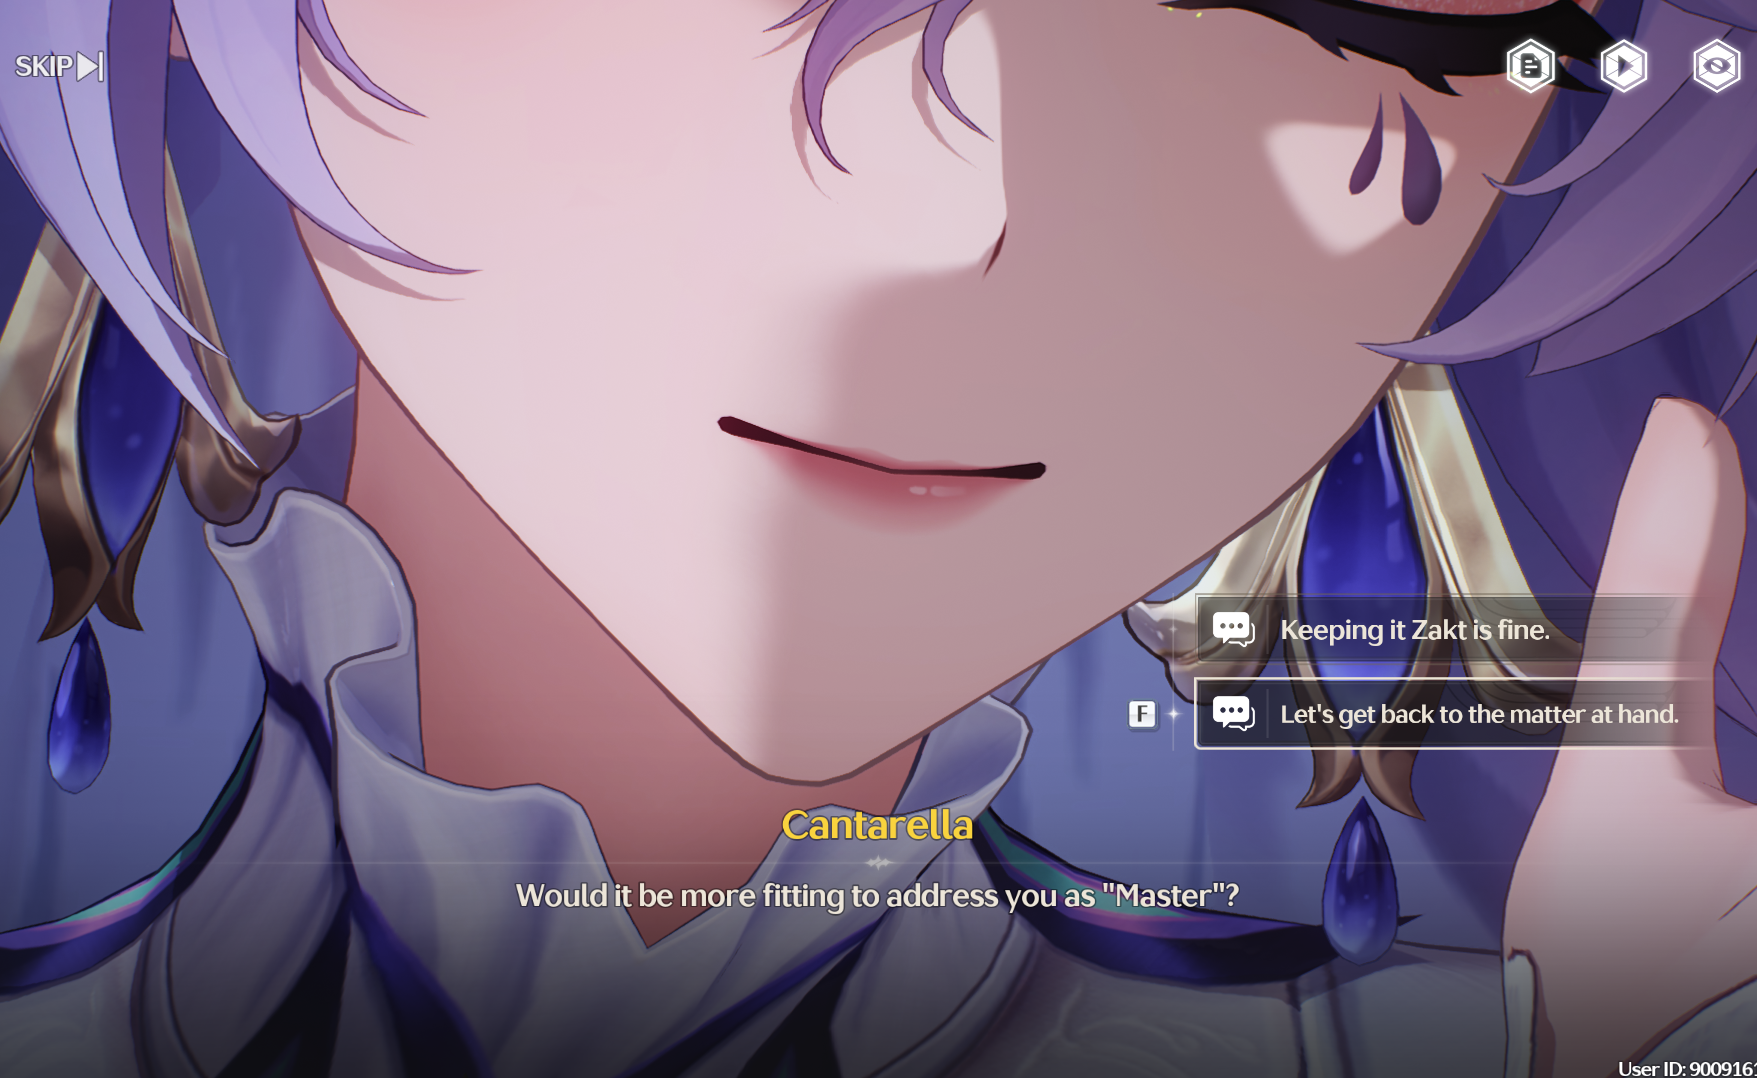 SKIP
Keeping it Zakt is fine.
F
Let's get back to the matter at hand.
Cantarella
Would it be more fitting to address you as "Master"?
User ID: 900916